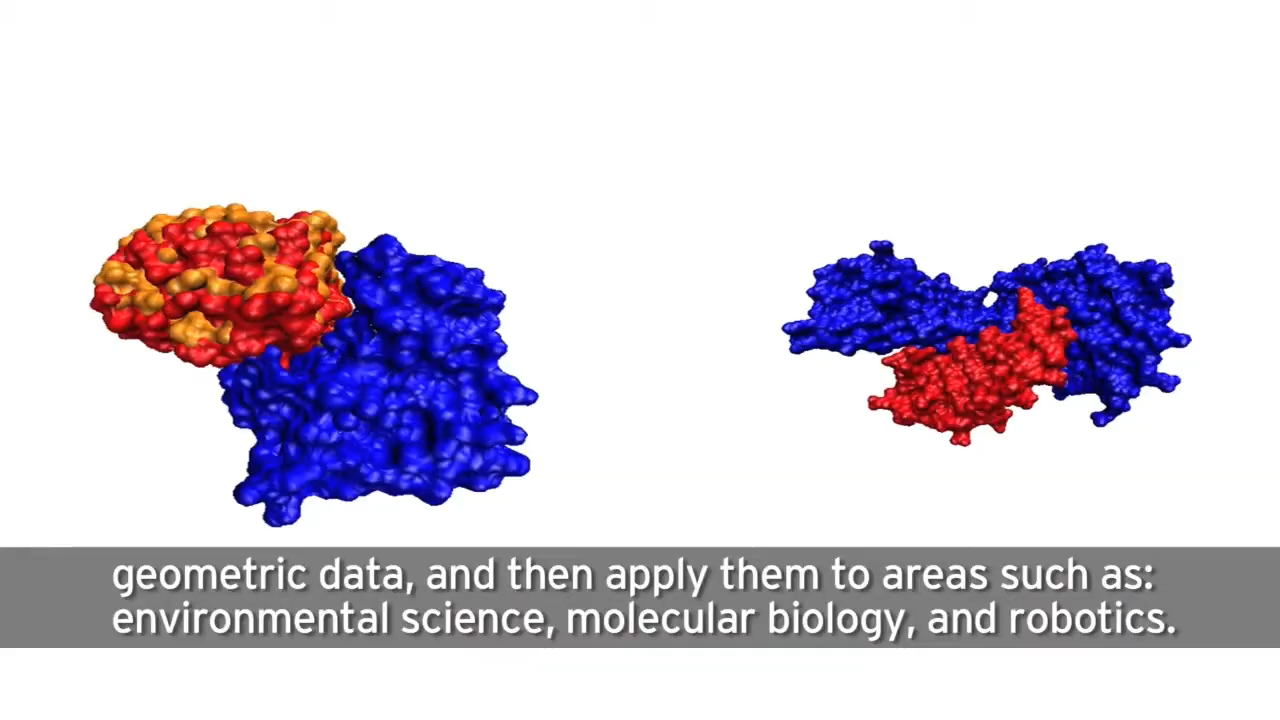 geometric data, and then apply them to areas such as:
environmental science, molecular biology, and robotics.